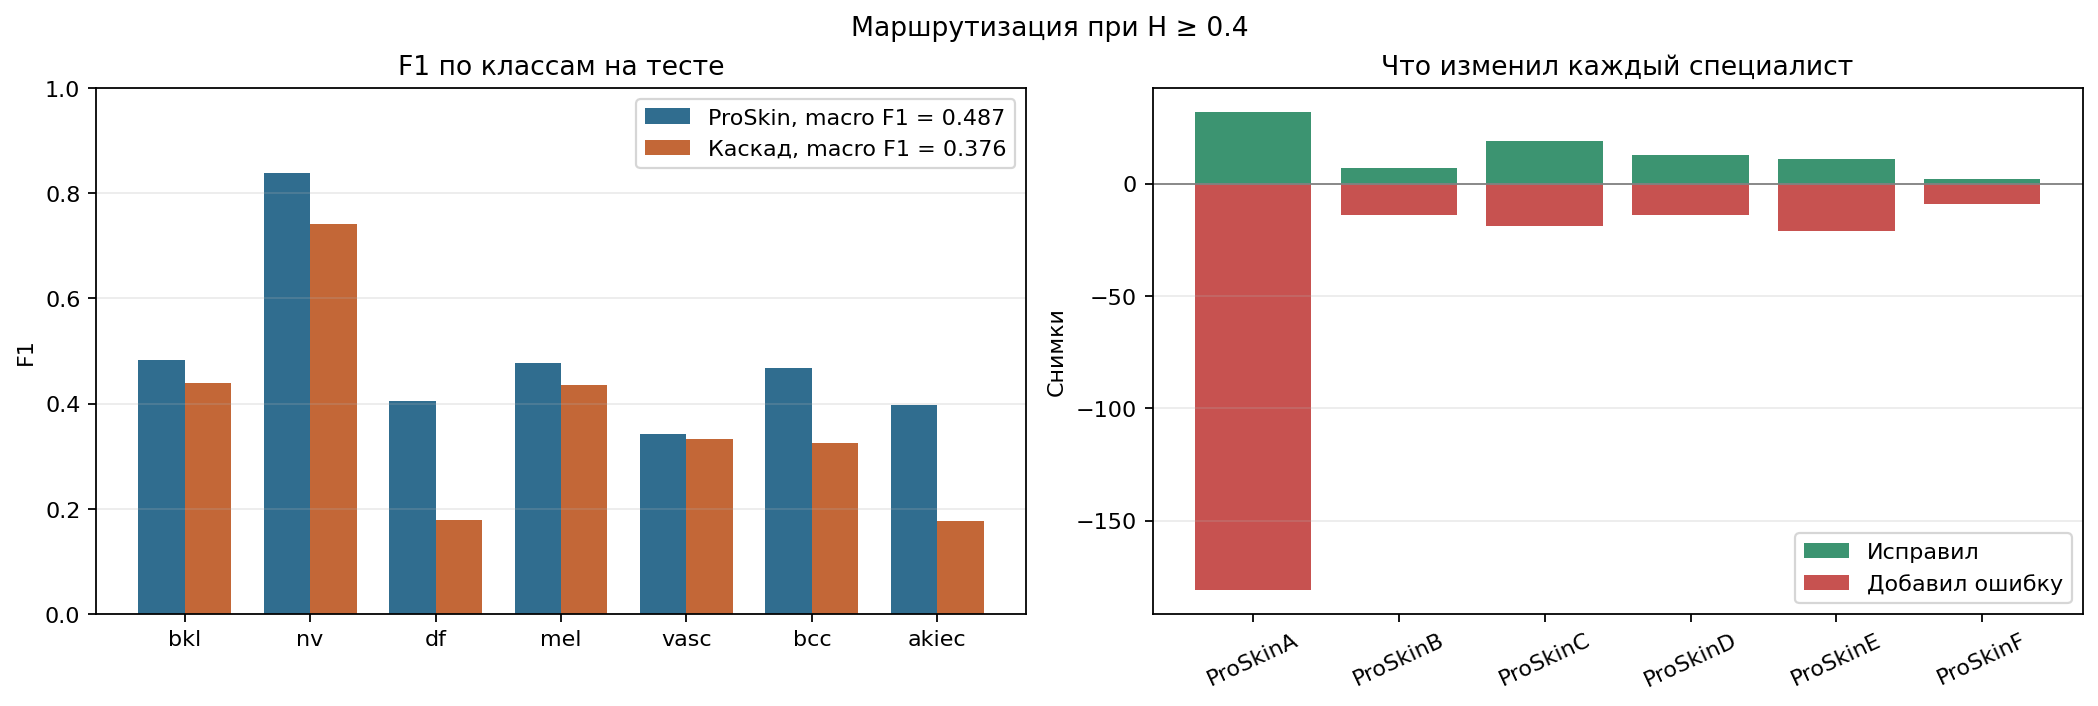 Маршрутизация при H ≥ 0.4
F1 по классам на тесте
F1
1.0
0.8
0.6
0.4
0.2
0.0
ProSkin, macro F1 = 0.487
Каскад, macro F1 = 0.376
bkl
nv
df
mel
vasc
bcc
akiec
Что изменил каждый специалист
Снимки
0
−50
−100
−150
Исправил
Добавил ошибку
ProSkinA
ProSkinB
ProSkinC
ProSkinD
ProSkinE
ProSkinF